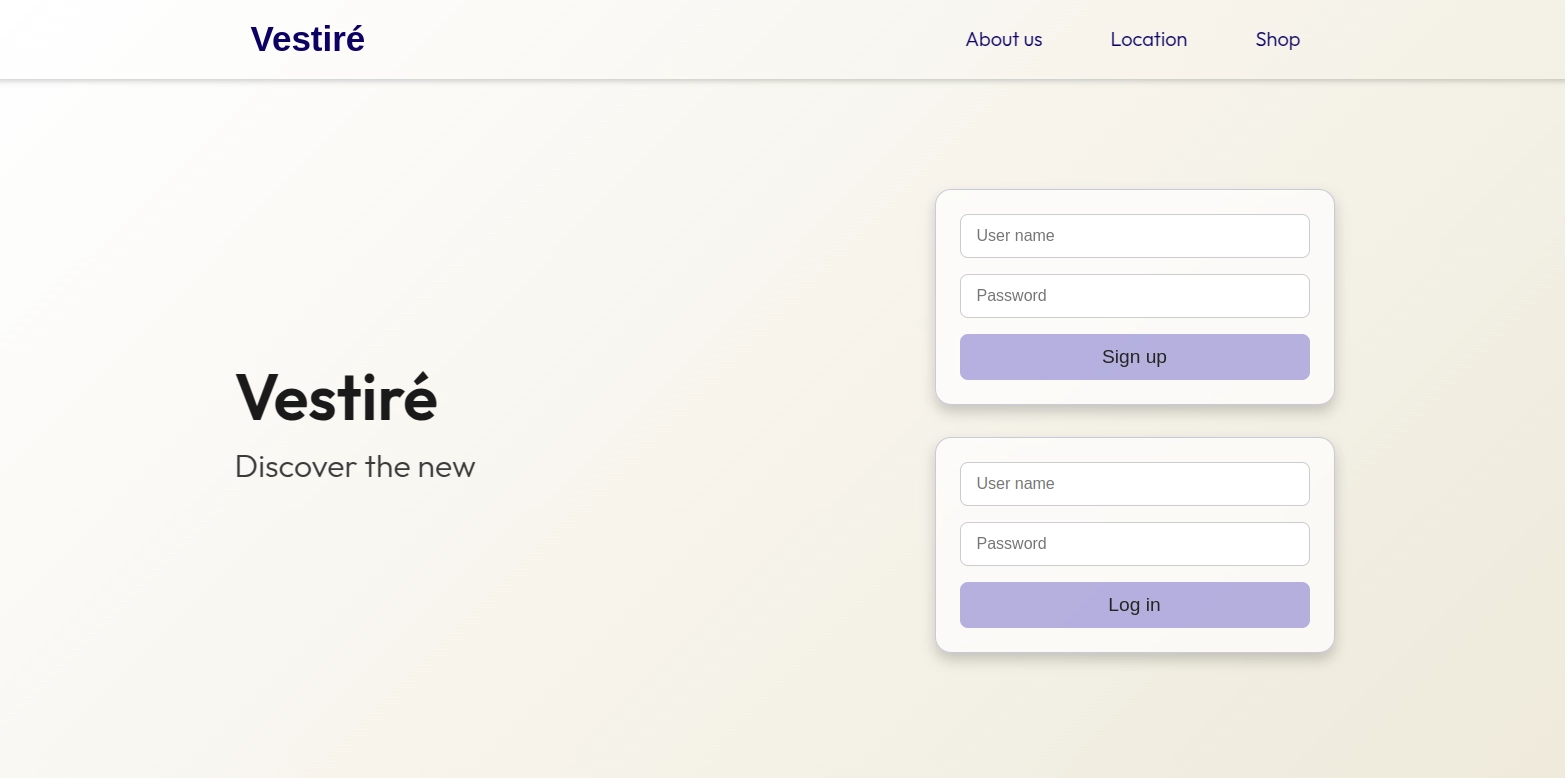 Vestiré
About us
Location
Shop
Vestiré
Discover the new
User name
Password
Sign up
User name
Password
Log in